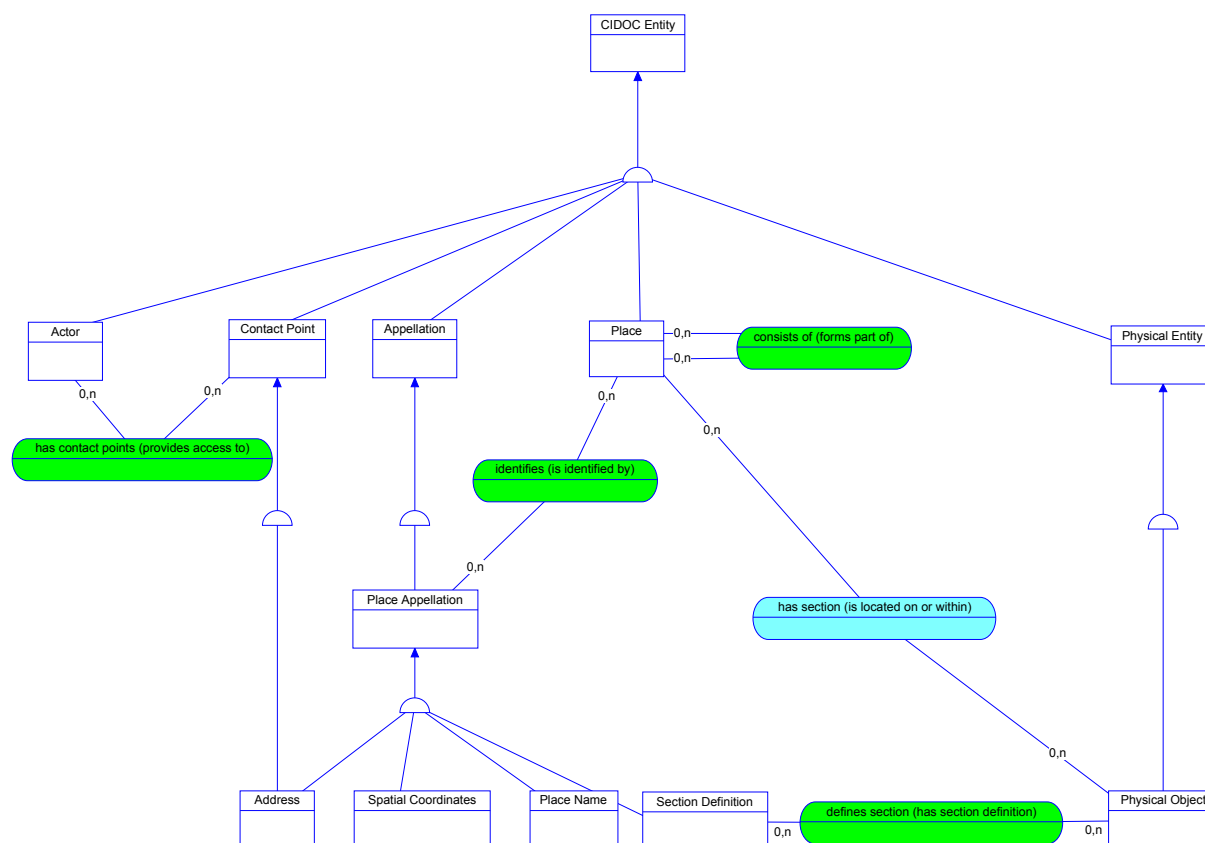 CIDOC Entity
Actor
Contact Point
Appellation
Place
Physical Entity
0,n
consists of (forms part of)
0,n
0,n
0,n
0,n
0,n
has contact points (provides access to)
identifies (is identified by)
0,n
Place Appellation
has section (is located on or within)
0,n
Address
Spatial Coordinates
Place Name
Section Definition
Physical Object
defines section (has section definition)
0,n
0,n